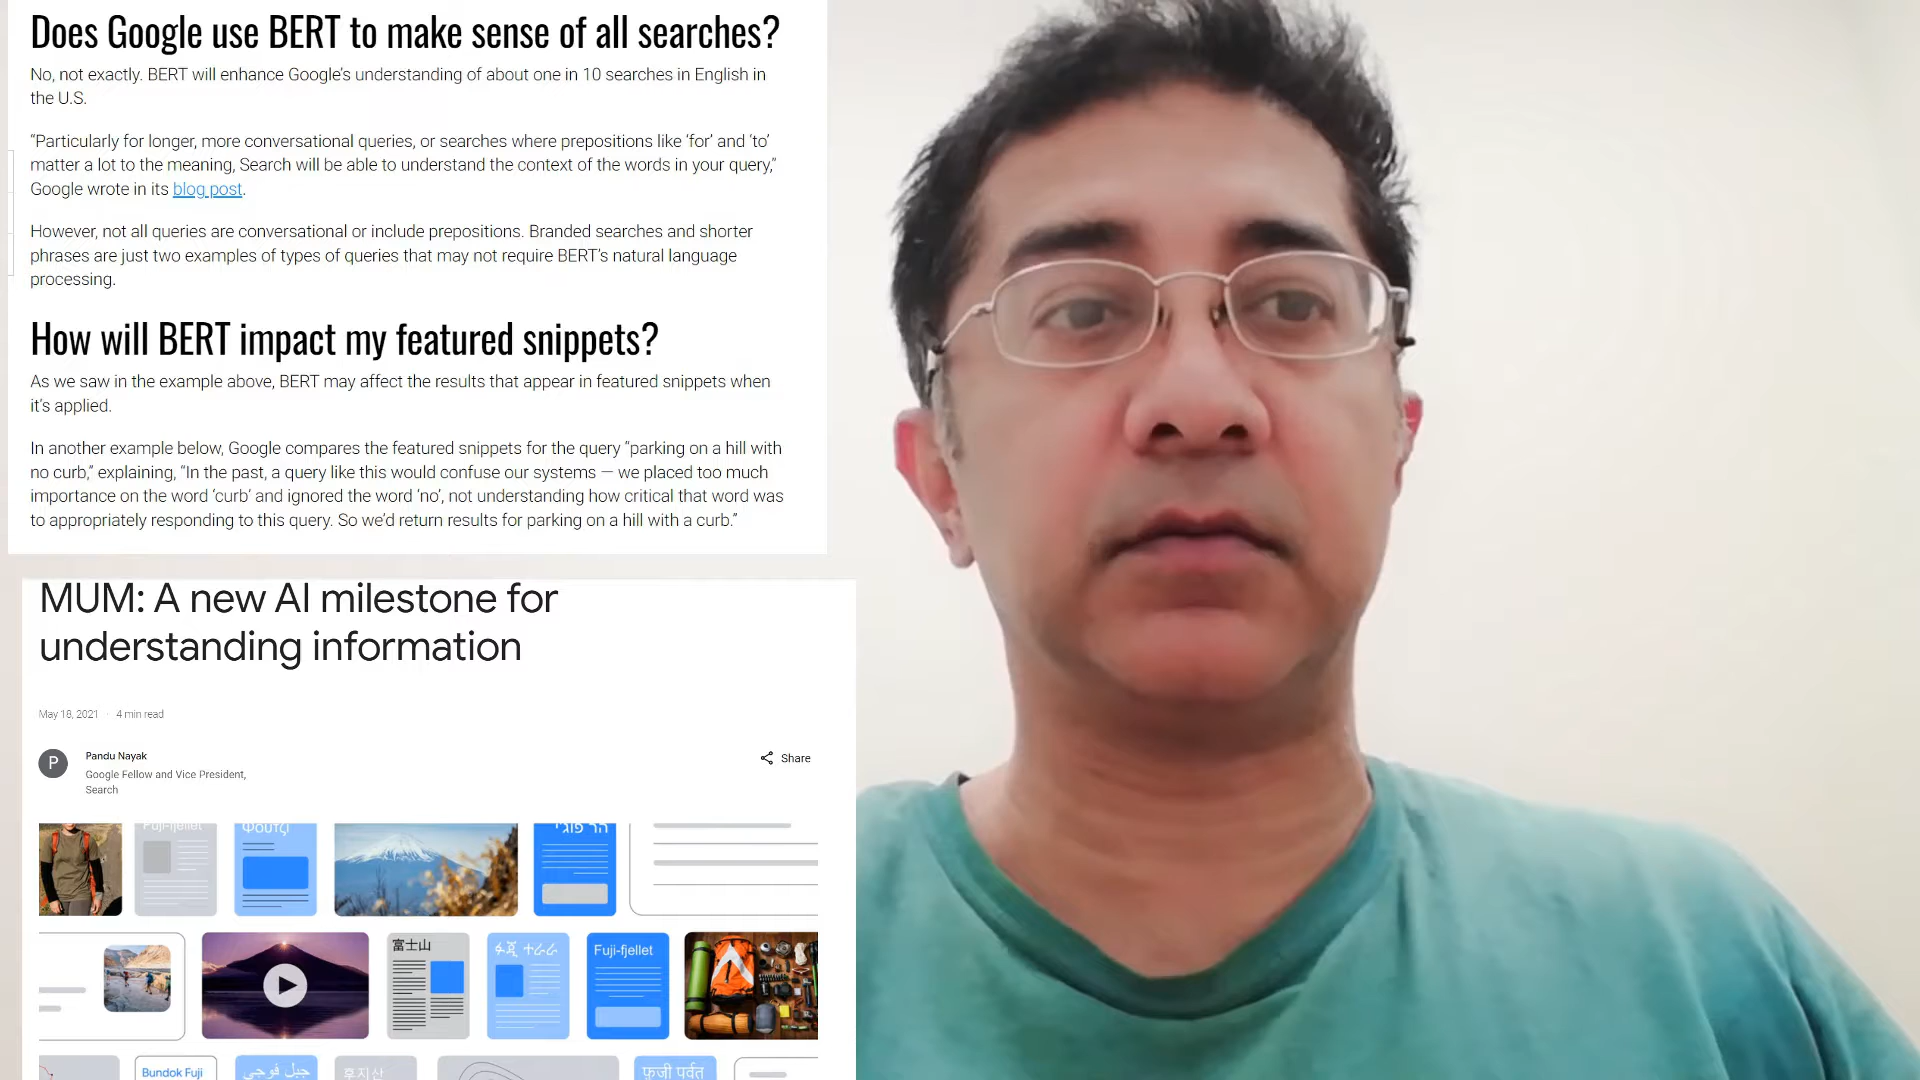 Does Google use BERT to make sense of all searches?
No, not exactly. BERT will enhance Google’s understanding of about one in 10 searches in English in
the U.S.
“Particularly for longer, more conversational queries, or searches where prepositions like ‘for’ and ‘to’
matter a lot to the meaning, Search will be able to understand the context of the words in your query,”
Google wrote in its blog post.
However, not all queries are conversational or include prepositions. Branded searches and shorter
phrases are just two examples of types of queries that may not require BERT’s natural language
processing.
How will BERT impact my featured snippets?
As we saw in the example above, BERT may affect the results that appear in featured snippets when
it’s applied.
In another example below, Google compares the featured snippets for the query “parking on a hill with
no curb,” explaining, “In the past, a query like this would confuse our systems — we placed too much
importance on the word ‘curb’ and ignored the word ‘no’, not understanding how critical that word was
to appropriately responding to this query. So we’d return results for parking on a hill with a curb.”
MUM: A new AI milestone for
understanding information
May 18, 2021 · 4 min read
P
Pandu Nayak
Google Fellow and Vice President,
Search
Share
Fuji-fjellet
Φούτζι
הר פוג'י
富士山
ፉጂ ተራራ
Fuji-fjellet
Bundok Fuji
جبل فوجي
후지산
फ़ूजी पर्वत